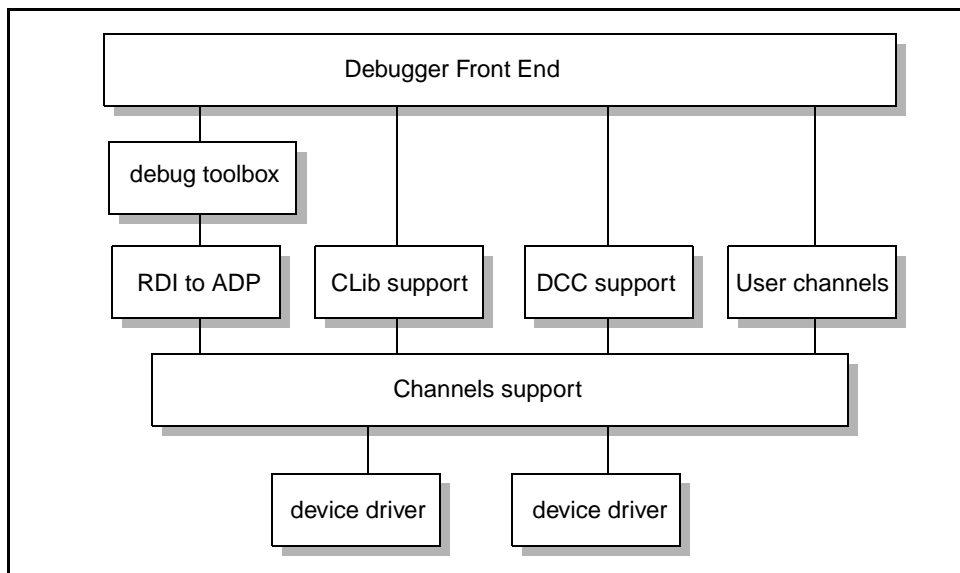 Debugger Front End
debug toolbox
RDI to ADP
CLib support
DCC support
User channels
Channels support
device driver
device driver